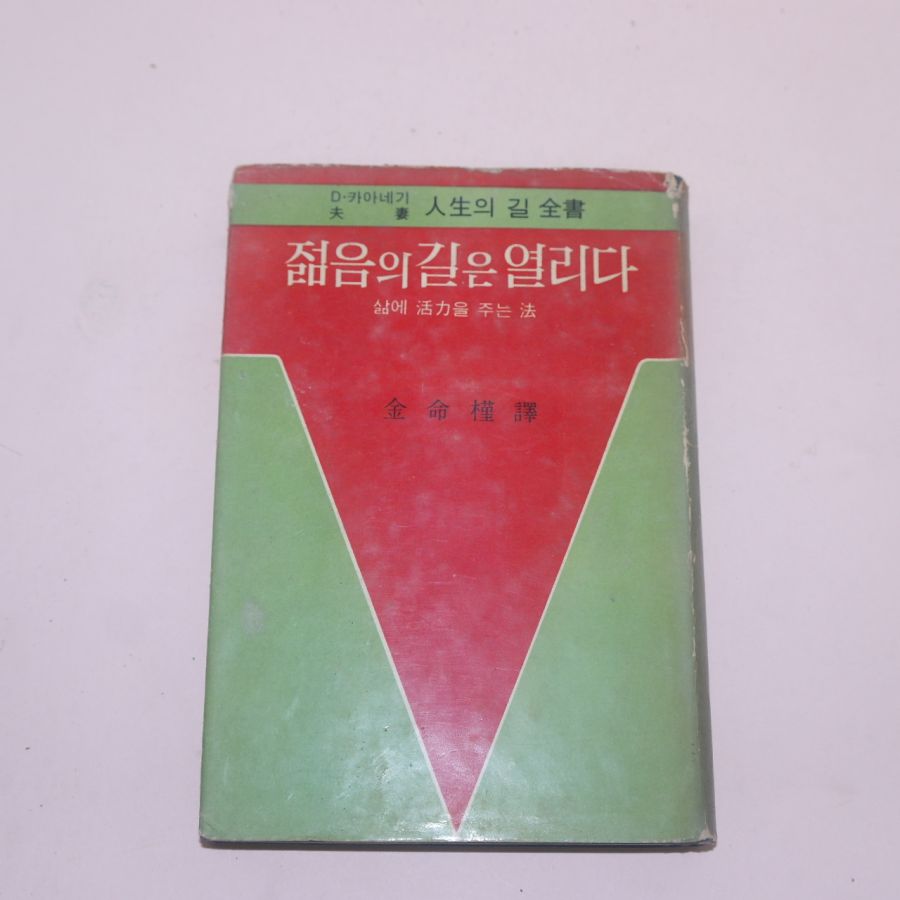 D·카아네기
夫妻 人生의 길 全書
젊음의 길은 열리다
삶에 活力을 주는 法
金命槿譯